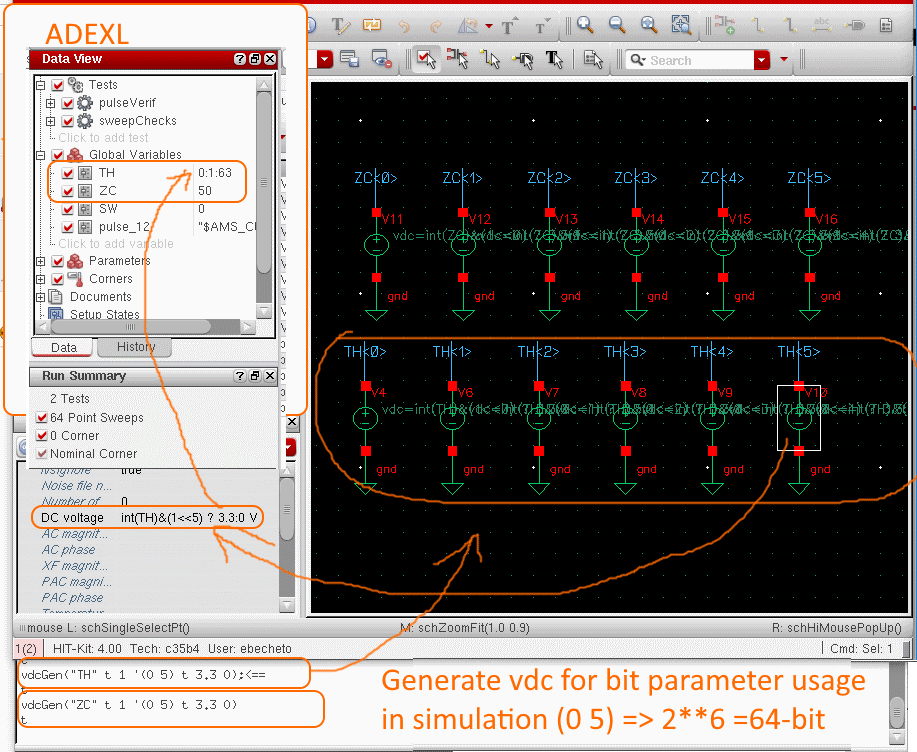 ADEXL
Data View
Tests
pulseVerif
sweepChecks
Click to add test
Global Variables
TH 0:1:63
ZC 50
SW 0
pulse_12 "$AMS_C
Click to add variable
Parameters
Corners
Documents
Setup States
Data History
Run Summary
2 Tests
64 Point Sweeps
0 Corner
Nominal Corner
Noise file n...
Number of 0
DC voltage int(TH)&(1<<5) ? 3.3:0 V
AC magnit...
AC phase
XF magnit...
PAC magni...
PAC phase
Temperatur
Search
ZC<0> ZC<1> ZC<2> ZC<3> ZC<4> ZC<5>
V11 V12 V13 V14 V15 V16
gnd gnd gnd gnd gnd gnd
TH<0> TH<1> TH<2> TH<3> TH<4> TH<5>
V4 V6 V7 V8 V9
gnd gnd gnd gnd gnd gnd
mouse L: schSingleSelectPt() M: schZoomFit(1.0 0.9) R: schHiMousePopUp()
1(2) HIT-Kit: 4.00 Tech: c35b4 User: ebecheto Cmd: Sel: 1
vdcGen("TH" t 1 '(0 5) t 3.3 0);<==
vdcGen("ZC" t 1 '(0 5) t 3.3 0)
t
Generate vdc for bit parameter usage
in simulation (0 5) => 2**6 =64-bit